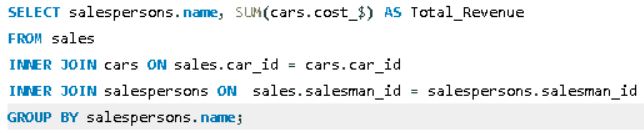 SELECT salespersons.name, SUM(cars.cost_$) AS Total_Revenue
FROM sales
INNER JOIN cars ON sales.car_id = cars.car_id
INNER JOIN salespersons ON  sales.salesman_id = salespersons.salesman_id
GROUP BY salespersons.name;